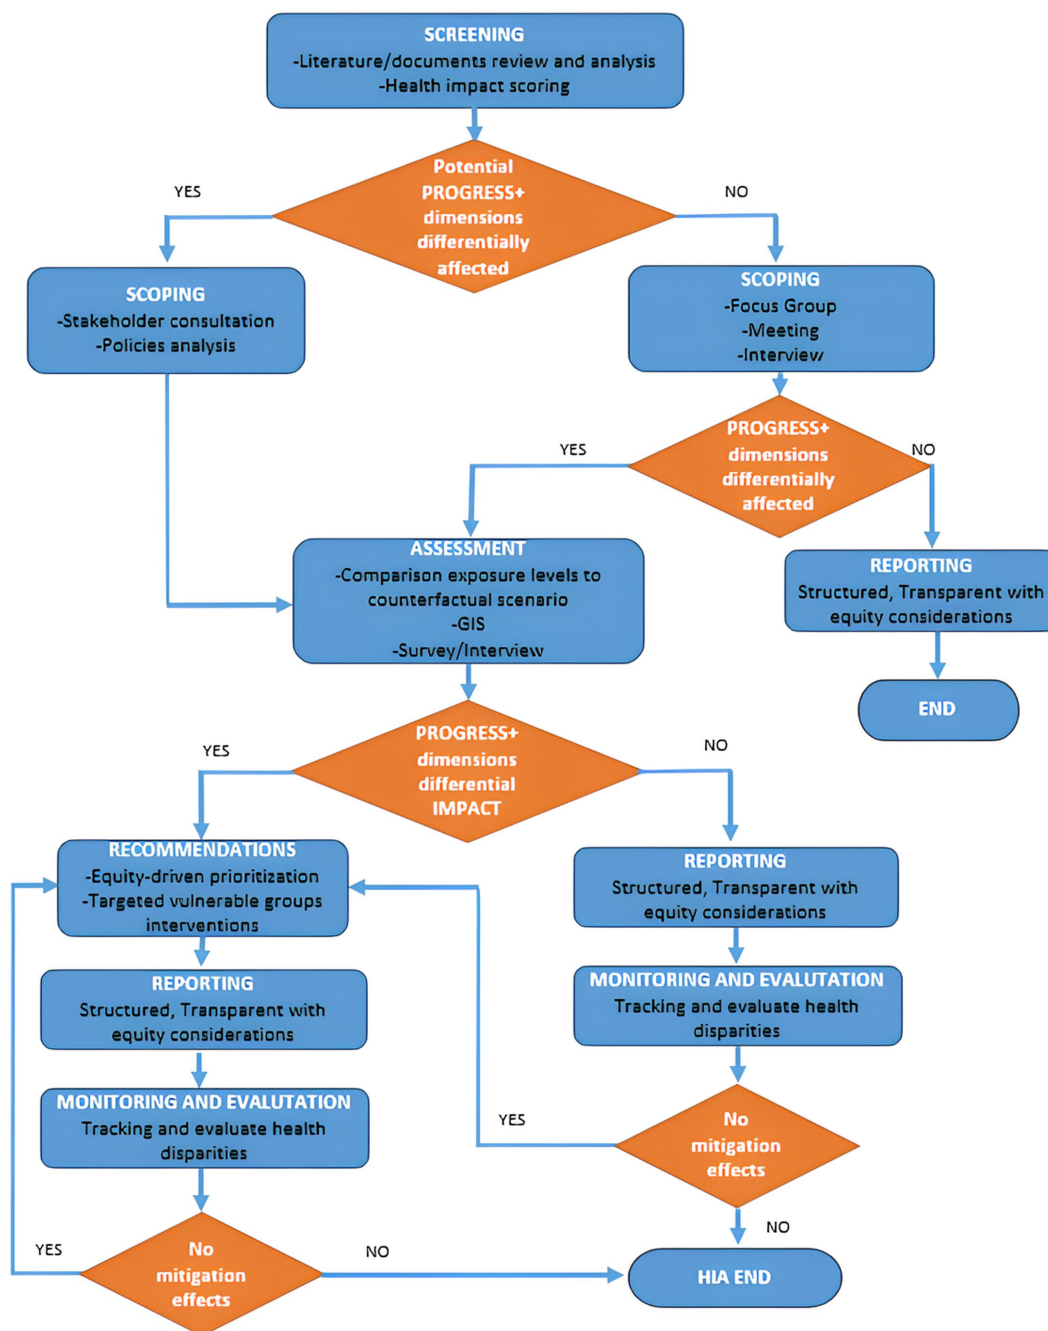 SCREENING
-Literature/documents review and analysis
-Health impact scoring
Potential
PROGRESS+
dimensions
differentially
affected
YES
NO
SCOPING
-Stakeholder consultation
-Policies analysis
SCOPING
-Focus Group
-Meeting
-Interview
PROGRESS+
dimensions
differentially
affected
YES
NO
ASSESSMENT
-Comparison exposure levels to
counterfactual scenario
-GIS
-Survey/Interview
REPORTING
Structured, Transparent with
equity considerations
END
PROGRESS+
dimensions
differential
IMPACT
YES
NO
RECOMMENDATIONS
-Equity-driven prioritization
-Targeted vulnerable groups
interventions
REPORTING
Structured, Transparent with
equity considerations
REPORTING
Structured, Transparent with
equity considerations
MONITORING AND EVALUTATION
Tracking and evaluate health
disparities
MONITORING AND EVALUTATION
Tracking and evaluate health
disparities
No
mitigation
effects
YES
NO
No
mitigation
effects
YES
NO
HIA END